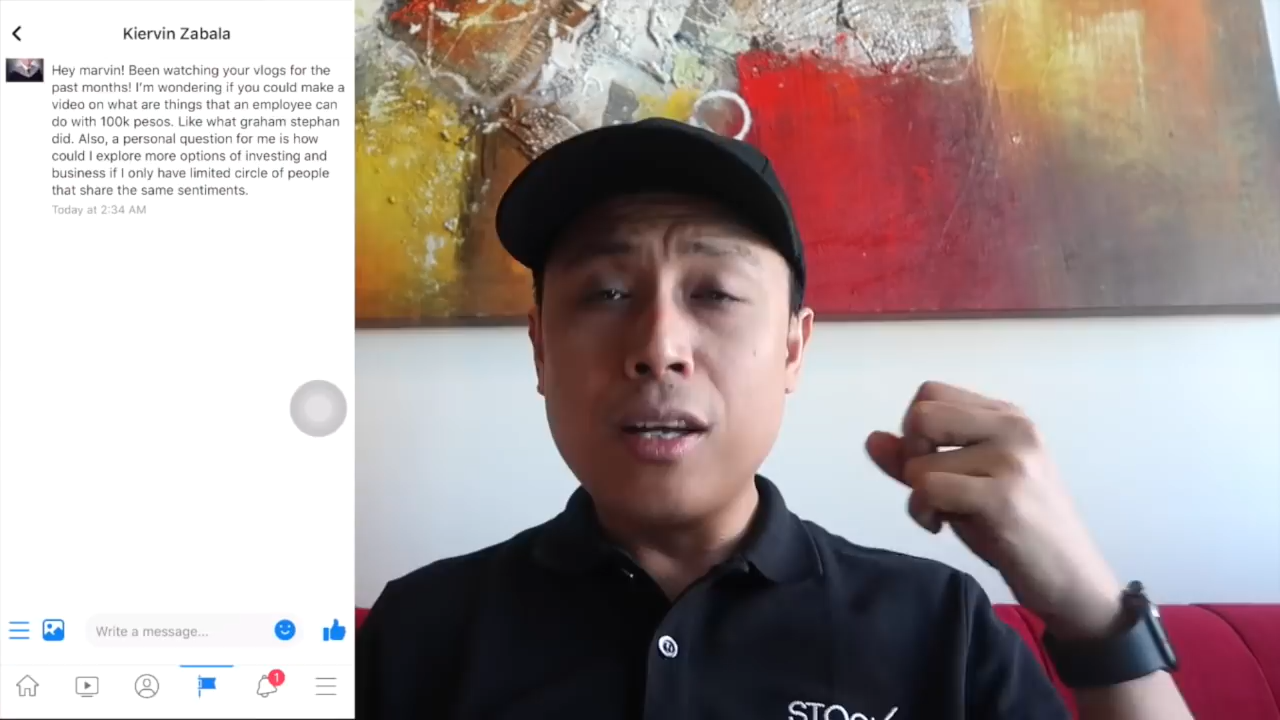 Kiervin Zabala
Hey marvin! Been watching your vlogs for the
past months! I'm wondering if you could make a
video on what are things that an employee can
do with 100k pesos. Like what graham stephan
did. Also, a personal question for me is how
could I explore more options of investing and
business if I only have limited circle of people
that share the same sentiments.
Today at 2:34 AM
Write a message...
1